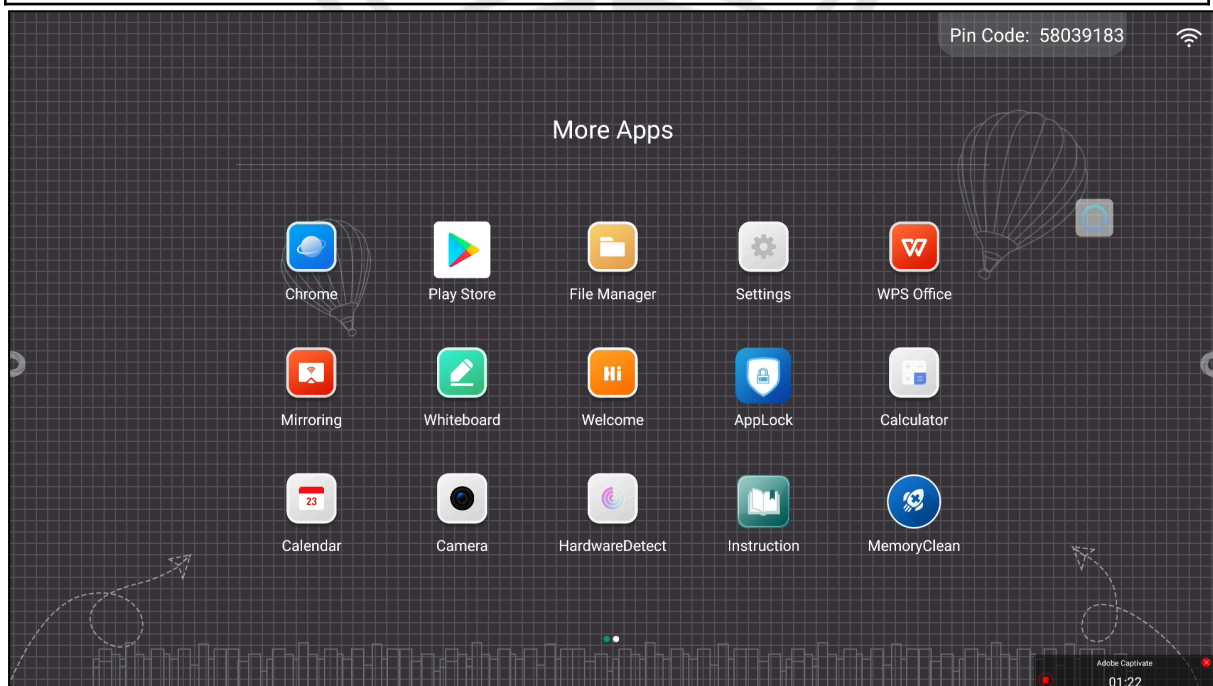 Pin Code: 58039183
More Apps
Chrome Play Store File Manager Settings WPS Office
Hi
Mirroring Whiteboard Welcome AppLock Calculator
23
Calendar Camera HardwareDetect Instruction MemoryClean
Adobe Captivate
01:22